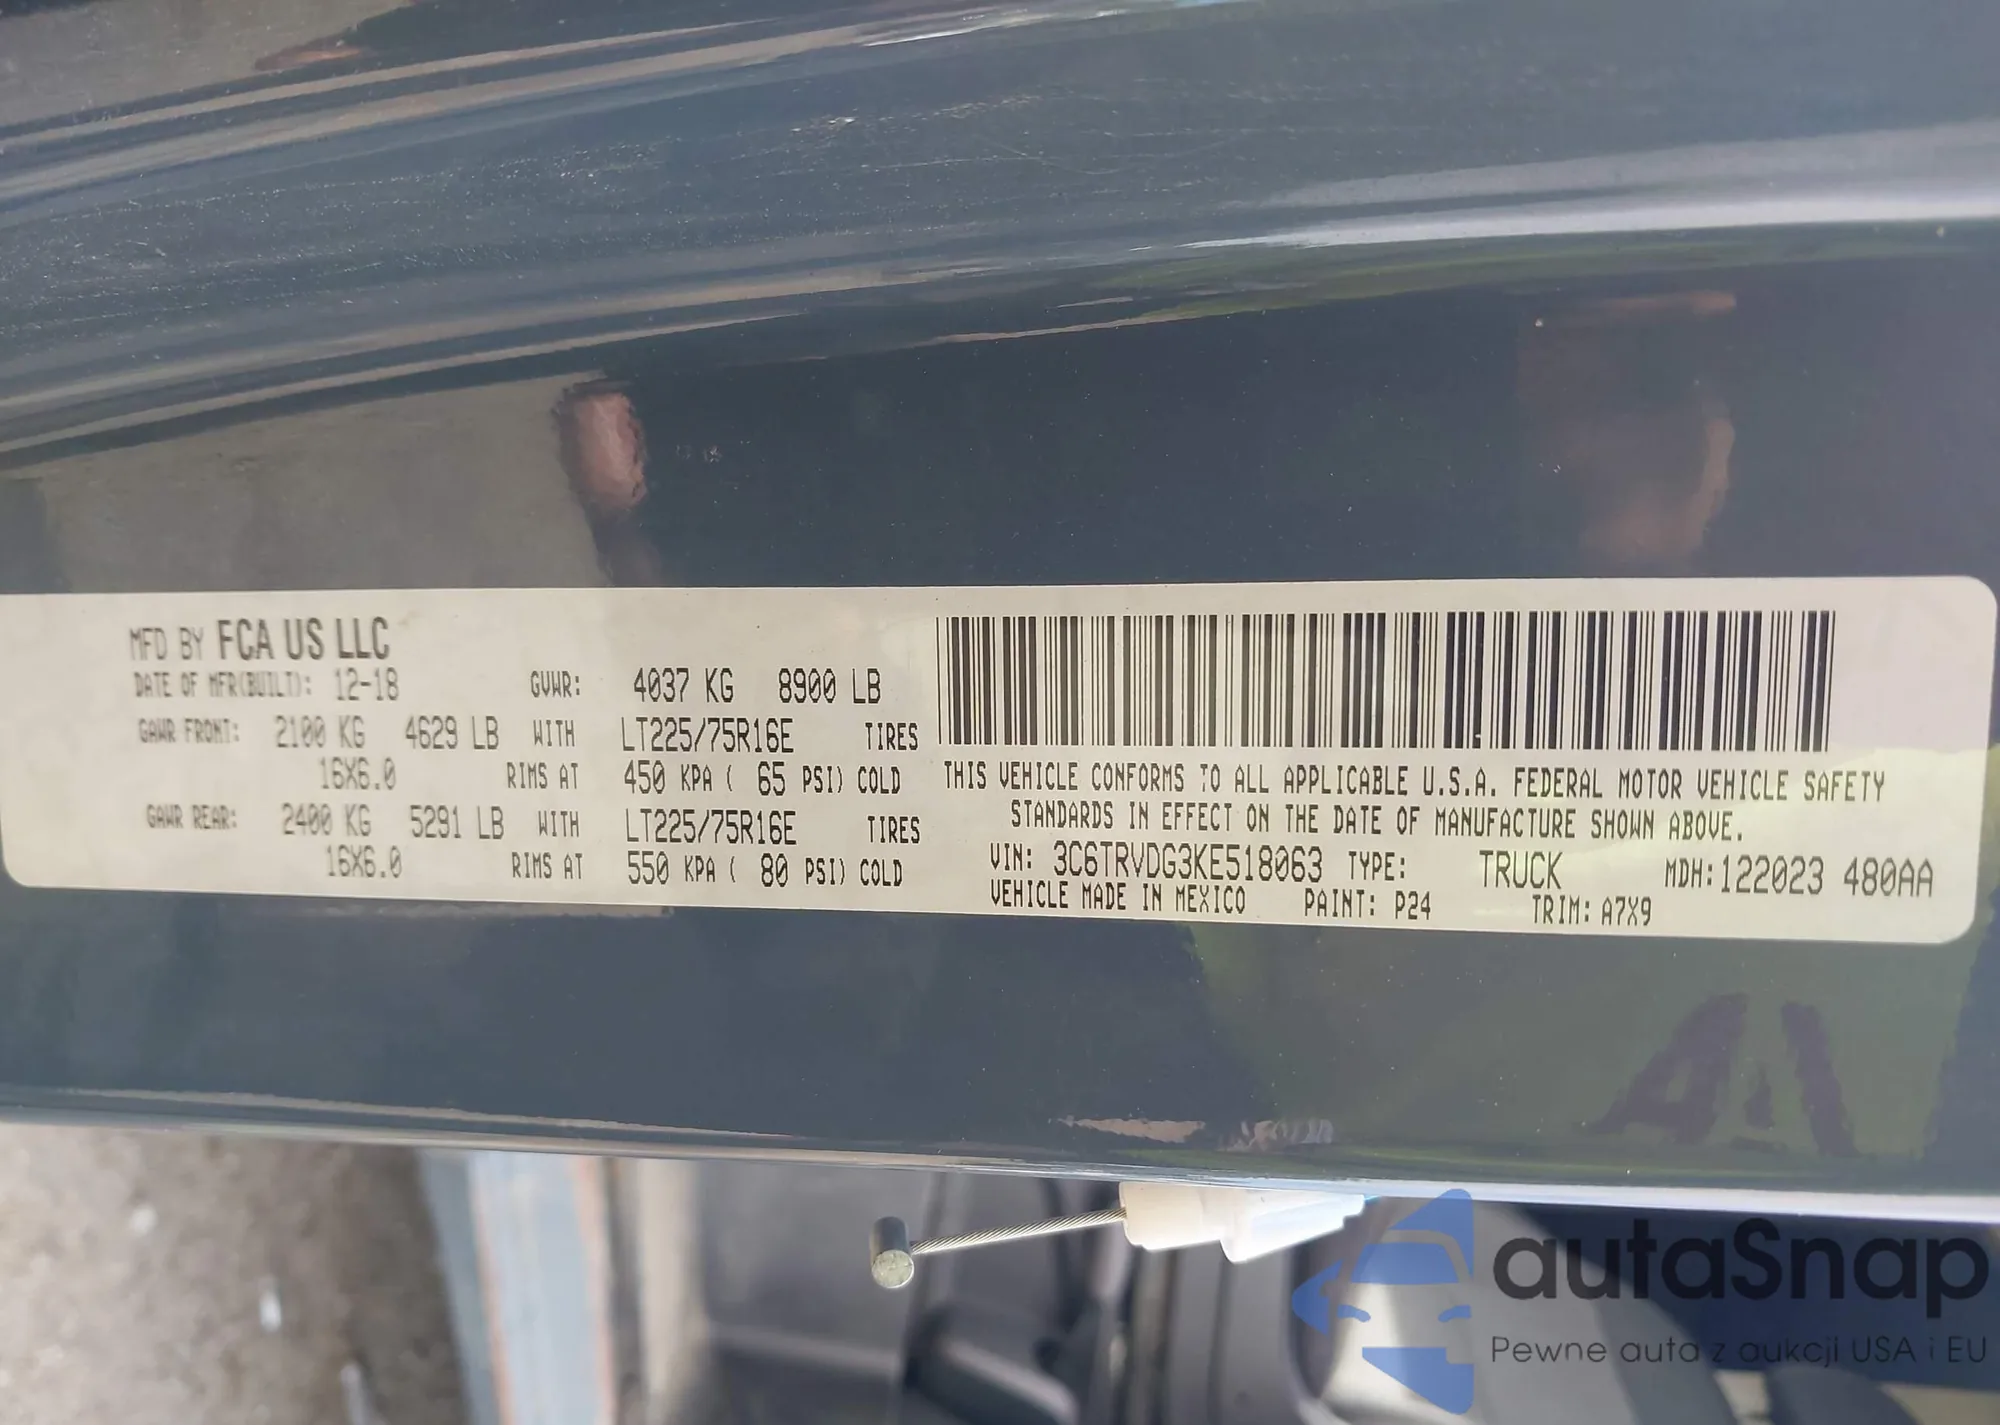 MFD BY FCA US LLC
DATE OF MFR(BUILT): 12-18 GVWR: 4037 KG 8900 LB
GAWR FRONT: 2100 KG 4629 LB WITH LT225/75R16E TIRES
16X6.0 RIMS AT 450 KPA ( 65 PSI) COLD
GAWR REAR: 2400 KG 5291 LB WITH LT225/75R16E TIRES
16X6.0 RIMS AT 550 KPA ( 80 PSI) COLD
THIS VEHICLE CONFORMS TO ALL APPLICABLE U.S.A. FEDERAL MOTOR VEHICLE SAFETY
STANDARDS IN EFFECT ON THE DATE OF MANUFACTURE SHOWN ABOVE.
VIN: 3C6TRVDG3KE518063 TYPE: TRUCK MDH:122023 480AA
VEHICLE MADE IN MEXICO PAINT: P24 TRIM: A7X9
autaSnap
Pewne auta z aukcji USA i EU